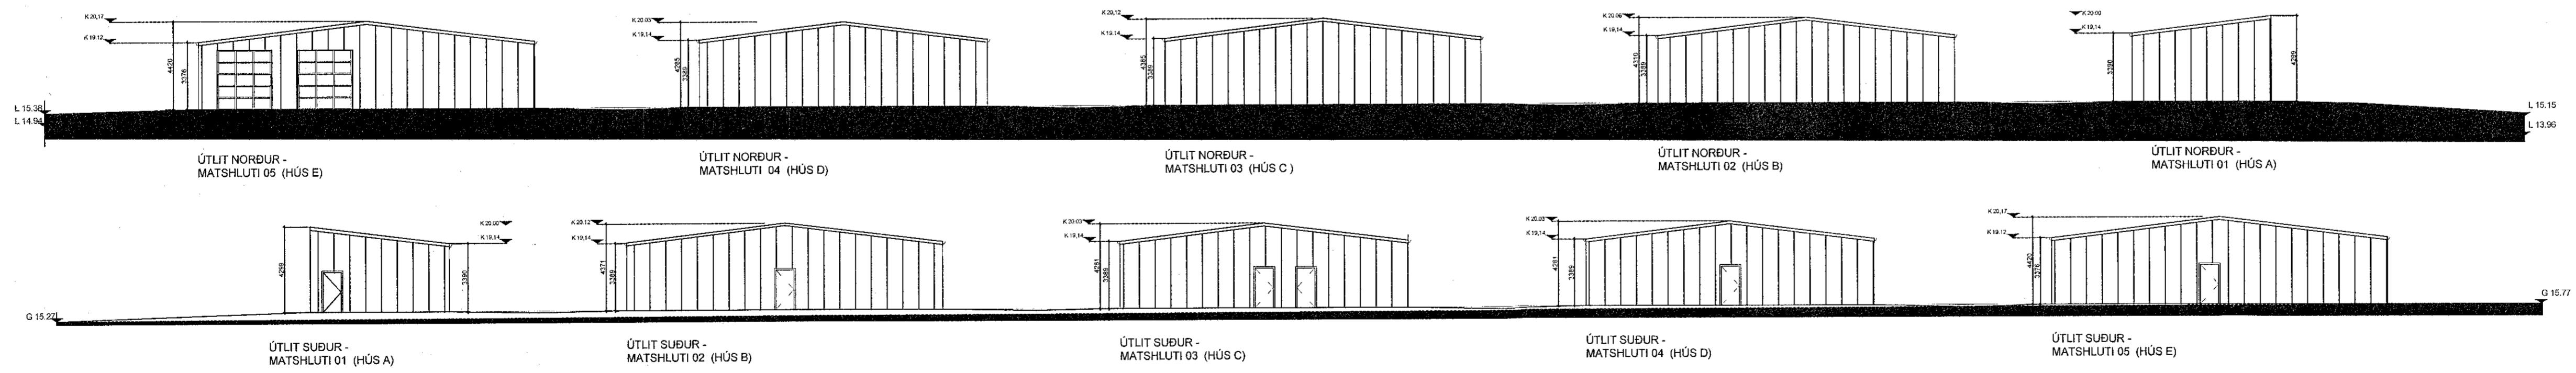 K 20,17
K 19.12
4420
3376
L 15.38
L 14.94
ÚTLIT NORÐUR -
MATSHLUTI 05 (HÚS E)
K 20.03
K 19,14
4285
3389
ÚTLIT NORÐUR -
MATSHLUTI 04 (HÚS D)
K 20,12
K 19,14
4365
3389
ÚTLIT NORÐUR -
MATSHLUTI 03 (HÚS C )
K 20.06
K 19,14
4310
3389
ÚTLIT NORÐUR -
MATSHLUTI 02 (HÚS B)
K 20.00
K 19,14
3390
4299
L 15.15
L 13.96
ÚTLIT NORÐUR -
MATSHLUTI 01 (HÚS A)
G 15.27
4299
K 20.00
K 19,14
3390
ÚTLIT SUÐUR -
MATSHLUTI 01 (HÚS A)
K 20.12
K 19,14
4371
3389
ÚTLIT SUÐUR -
MATSHLUTI 02 (HÚS B)
K 20.03
K 19,14
4281
3389
ÚTLIT SUÐUR -
MATSHLUTI 03 (HÚS C)
K 20.03
K 19,14
4281
3389
ÚTLIT SUÐUR -
MATSHLUTI 04 (HÚS D)
K 20,17
K 19.12
4420
3376
G 15.77
ÚTLIT SUÐUR -
MATSHLUTI 05 (HÚS E)